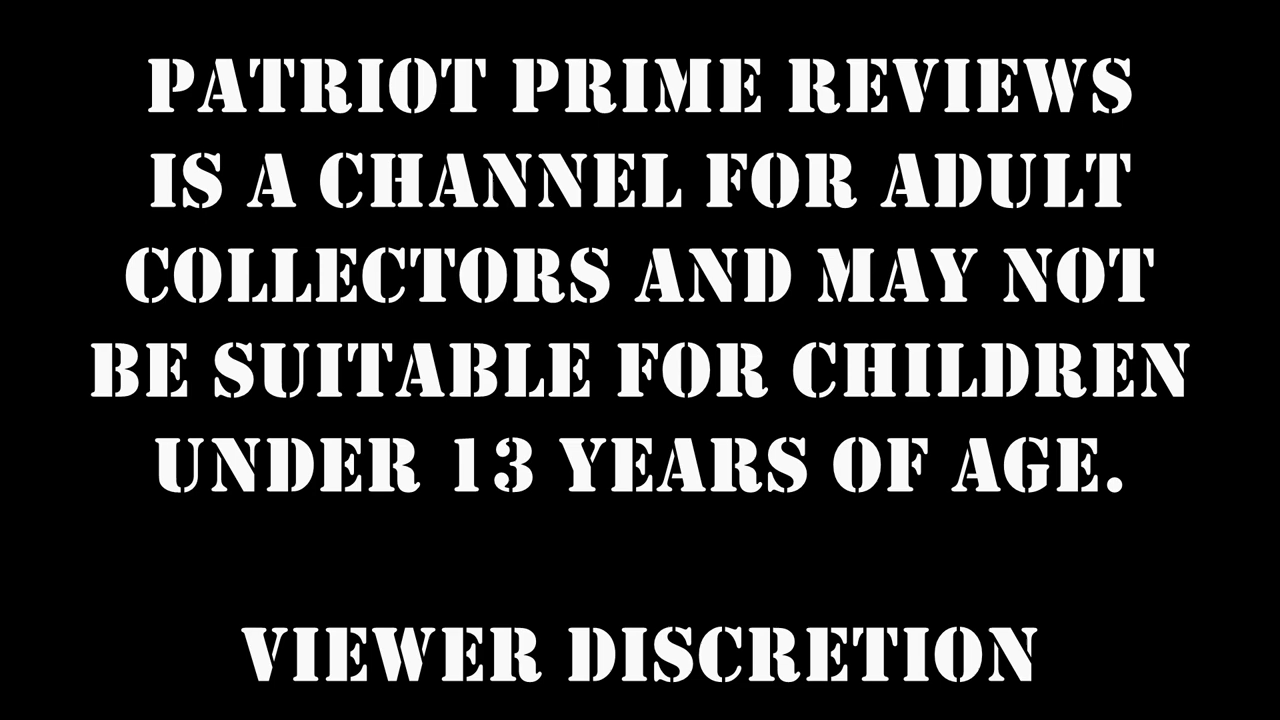 PATRIOT PRIME REVIEWS
IS A CHANNEL FOR ADULT
COLLECTORS AND MAY NOT
BE SUITABLE FOR CHILDREN
UNDER 13 YEARS OF AGE.
VIEWER DISCRETION